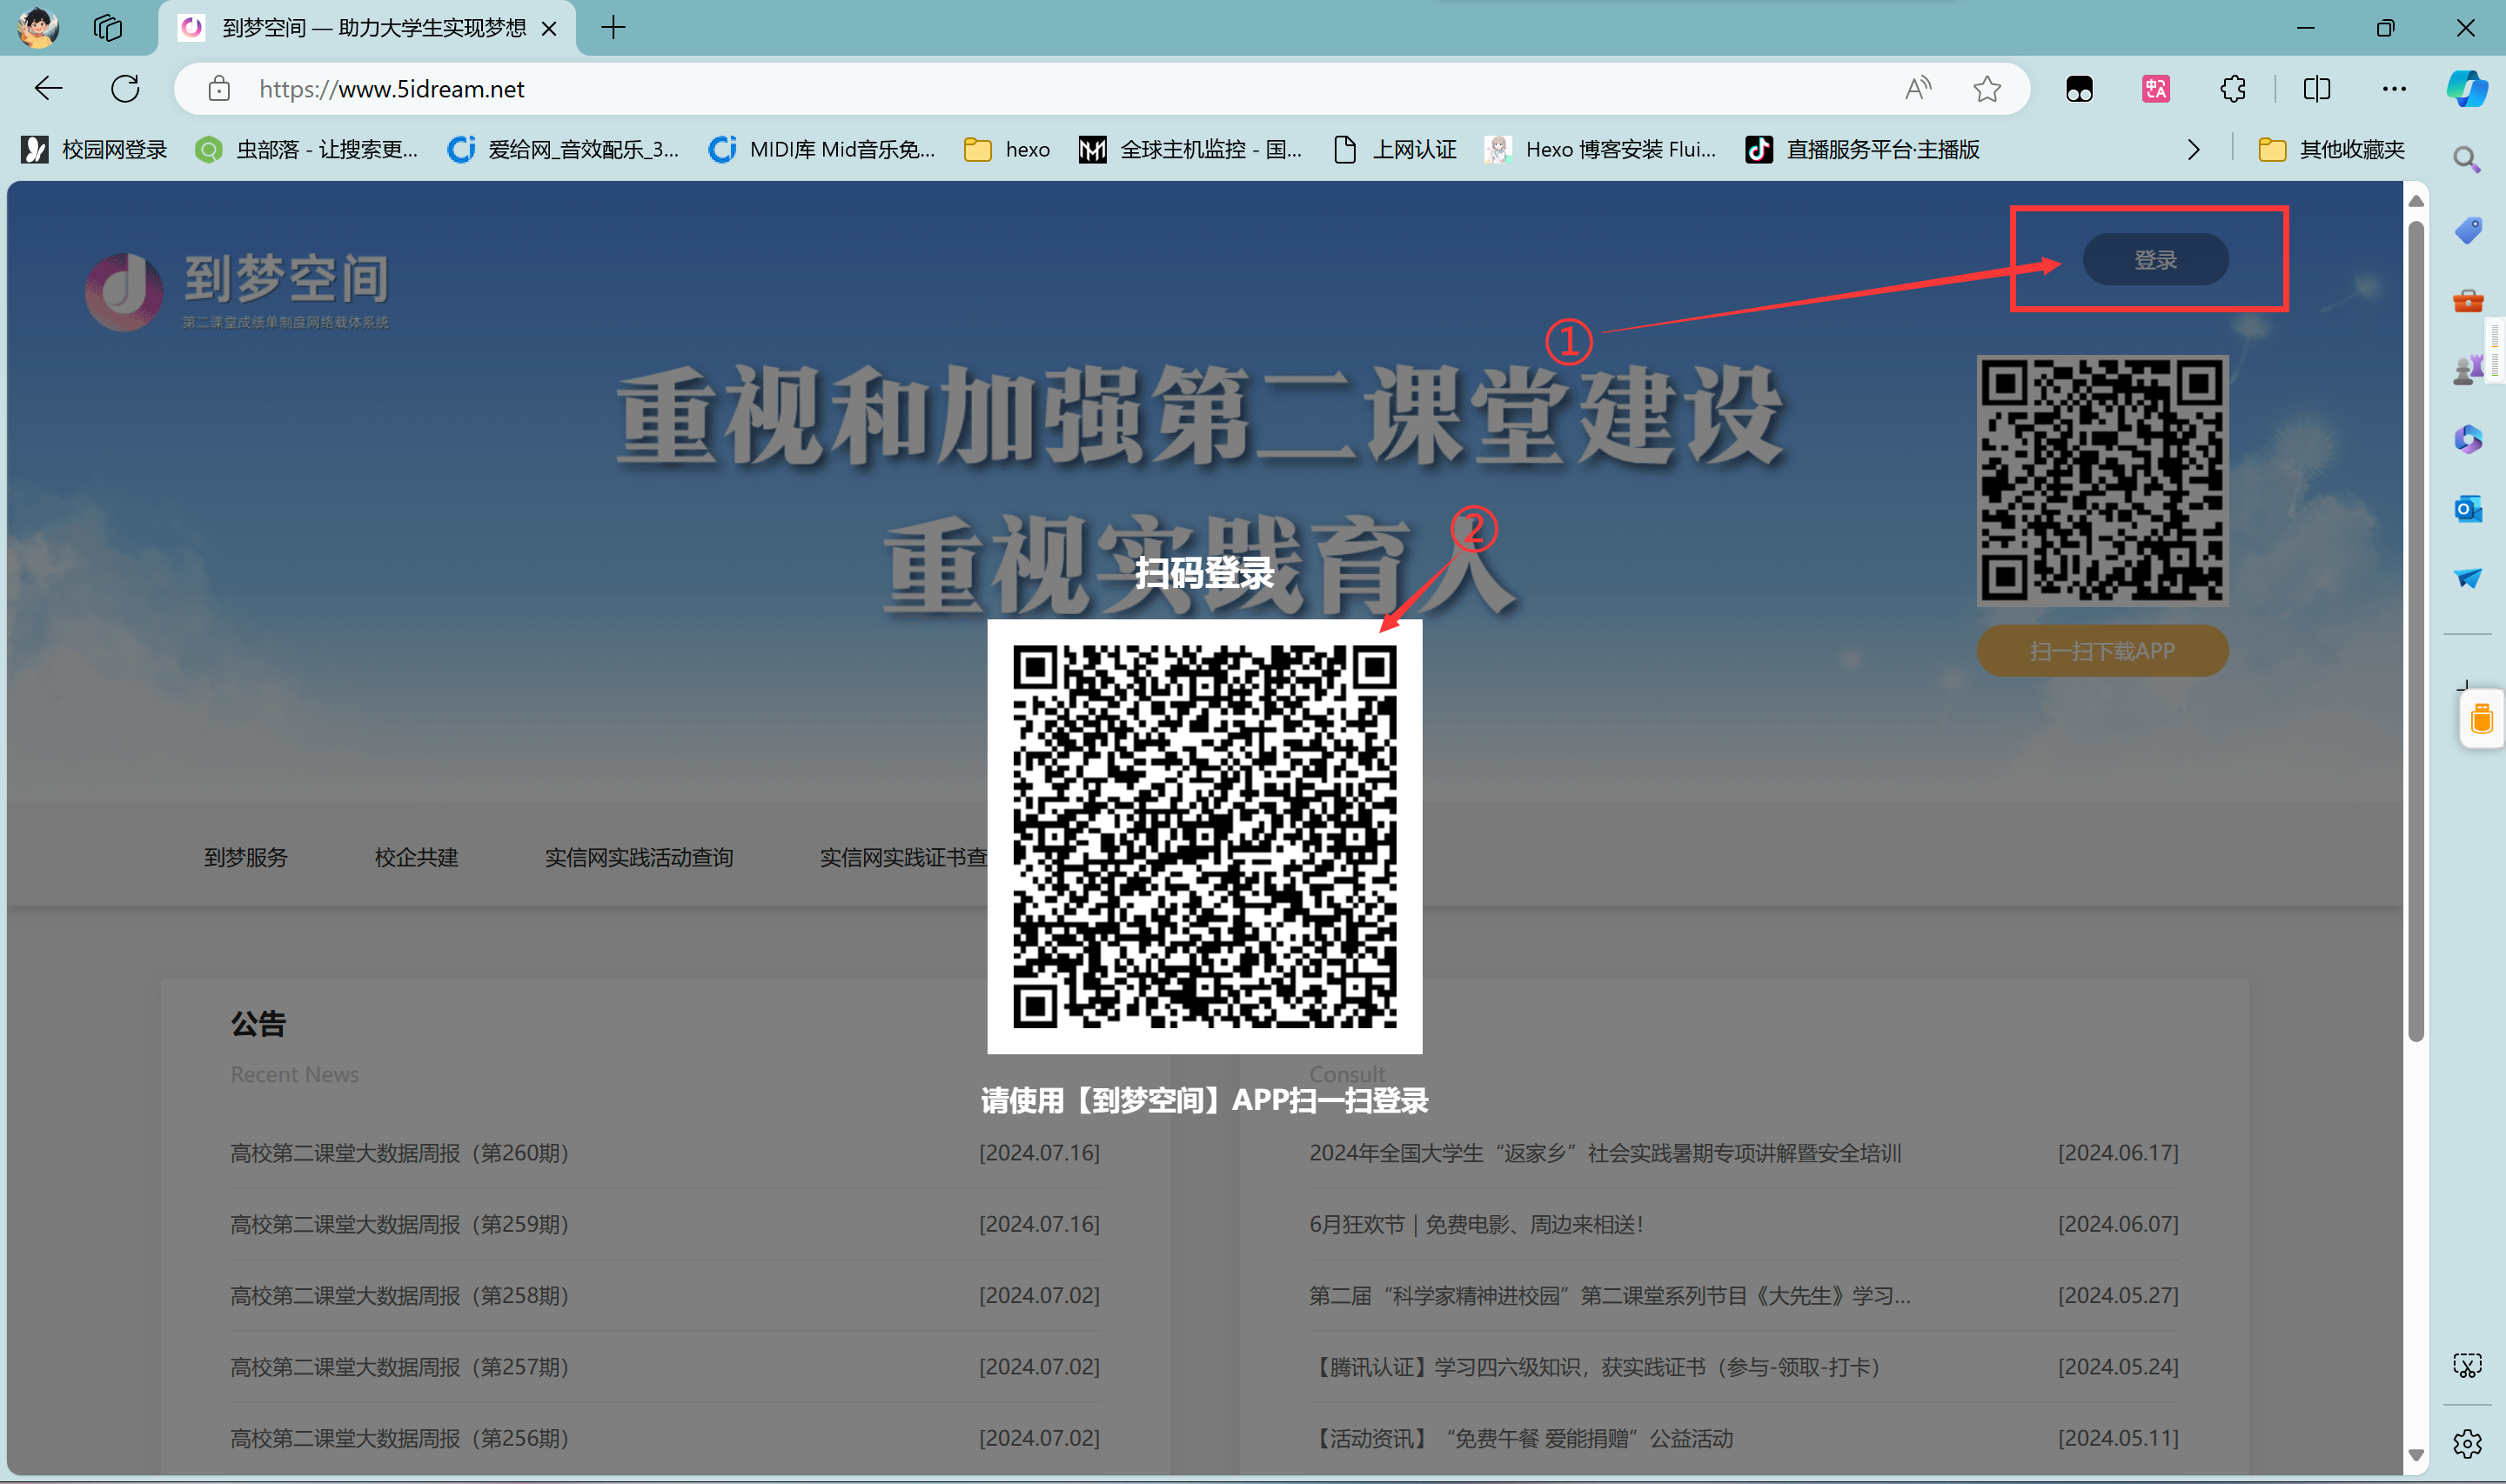 到梦空间 — 助力大学生实现梦想
https://www.5idream.net
校园网登录
虫部落 - 让搜索更...
爱给网_音效配乐_3...
MIDI库 Mid音乐免...
hexo
全球主机监控 - 国...
上网认证
Hexo 博客安装 Flui...
直播服务平台·主播版
其他收藏夹
到梦空间
第二课堂成绩单制度网络载体系统
登录
①
重视和加强第二课堂建设
②
重视实践育人
扫码登录
扫一扫下载APP
到梦服务
校企共建
实信网实践活动查询
实信网实践证书查
公告
Recent News
Consult
请使用【到梦空间】APP扫一扫登录
高校第二课堂大数据周报（第260期） [2024.07.16]
高校第二课堂大数据周报（第259期） [2024.07.16]
高校第二课堂大数据周报（第258期） [2024.07.02]
高校第二课堂大数据周报（第257期） [2024.07.02]
高校第二课堂大数据周报（第256期） [2024.07.02]
2024年全国大学生“返家乡”社会实践暑期专项讲解暨安全培训 [2024.06.17]
6月狂欢节｜免费电影、周边来相送！ [2024.06.07]
第二届“科学家精神进校园”第二课堂系列节目《大先生》学习... [2024.05.27]
【腾讯认证】学习四六级知识，获实践证书（参与-领取-打卡） [2024.05.24]
【活动资讯】“免费午餐 爱能捐赠”公益活动 [2024.05.11]